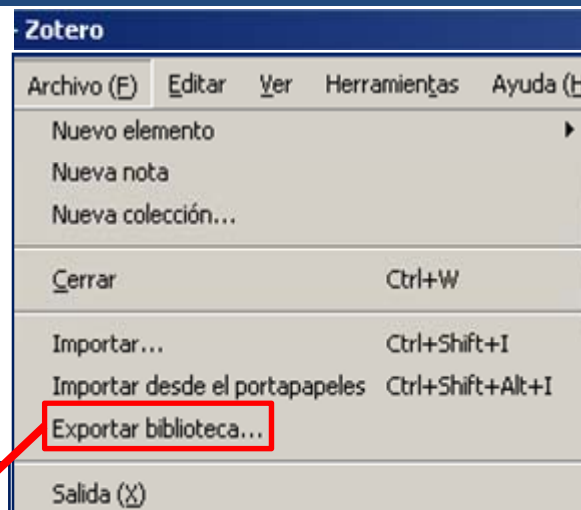 - Zotero
Archivo (F) Editar Ver Herramientas Ayuda (H
Nuevo elemento
Nueva nota
Nueva colección...
Cerrar Ctrl+W
Importar... Ctrl+Shift+I
Importar desde el portapapeles Ctrl+Shift+Alt+I
Exportar biblioteca...
Salida (X)